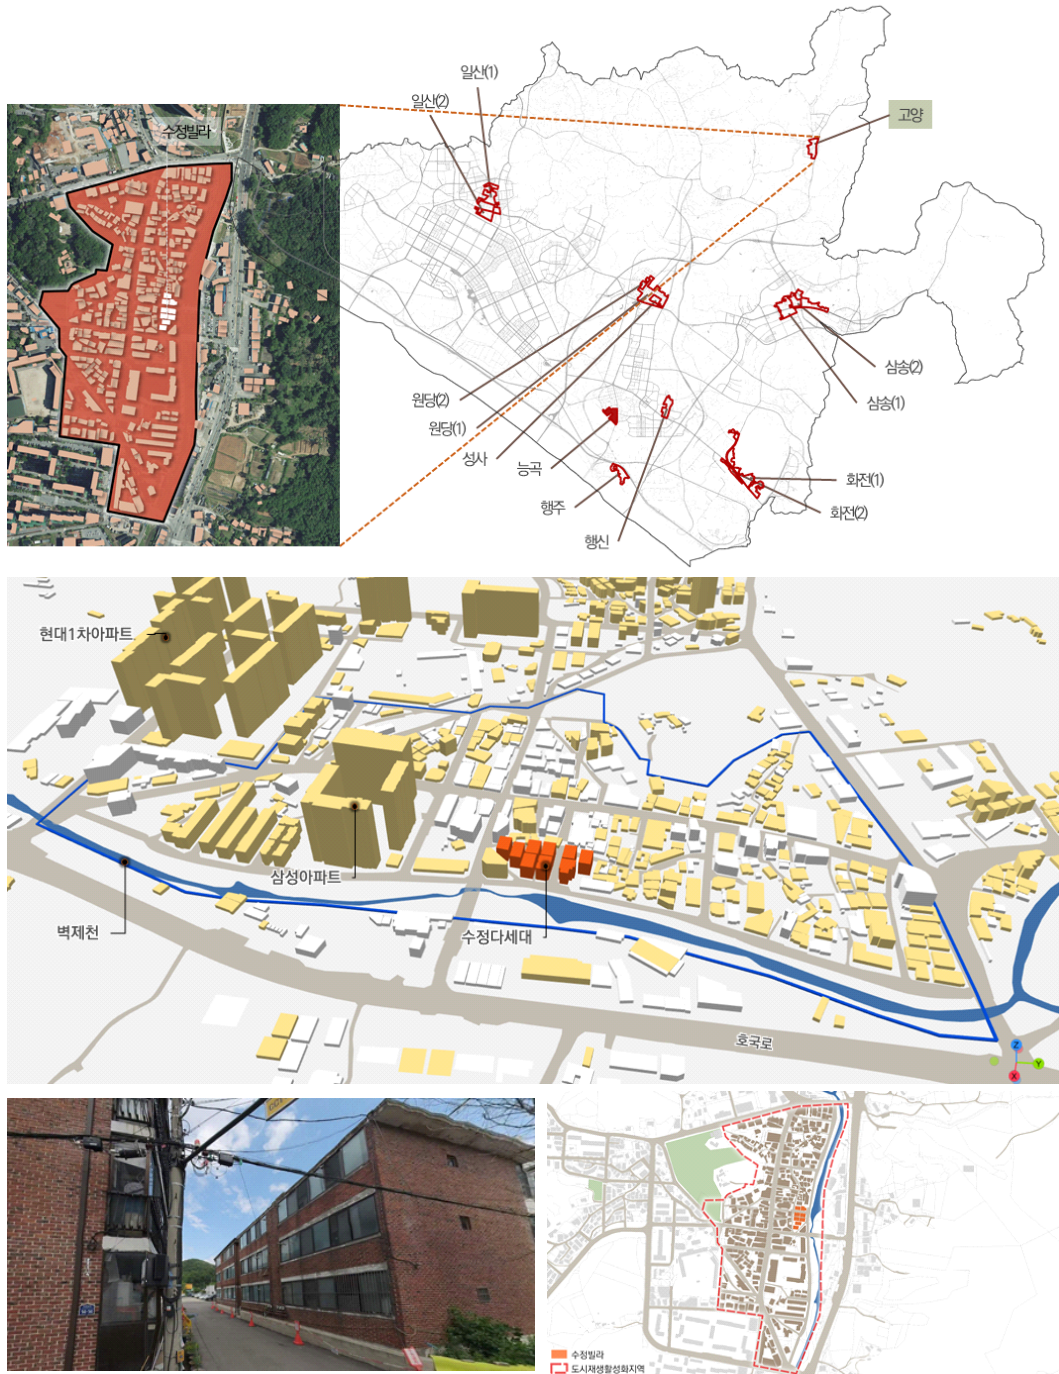 일산(1)
일산(2)
고양
수정빌라
삼송(2)
원당(2)
삼송(1)
원당(1)
성사
능곡
화전(1)
행주
화전(2)
행신
현대1차아파트
삼성아파트
벽제천
수정다세대
호국로
Z
Y
X
수정빌라
도시재생활성화지역